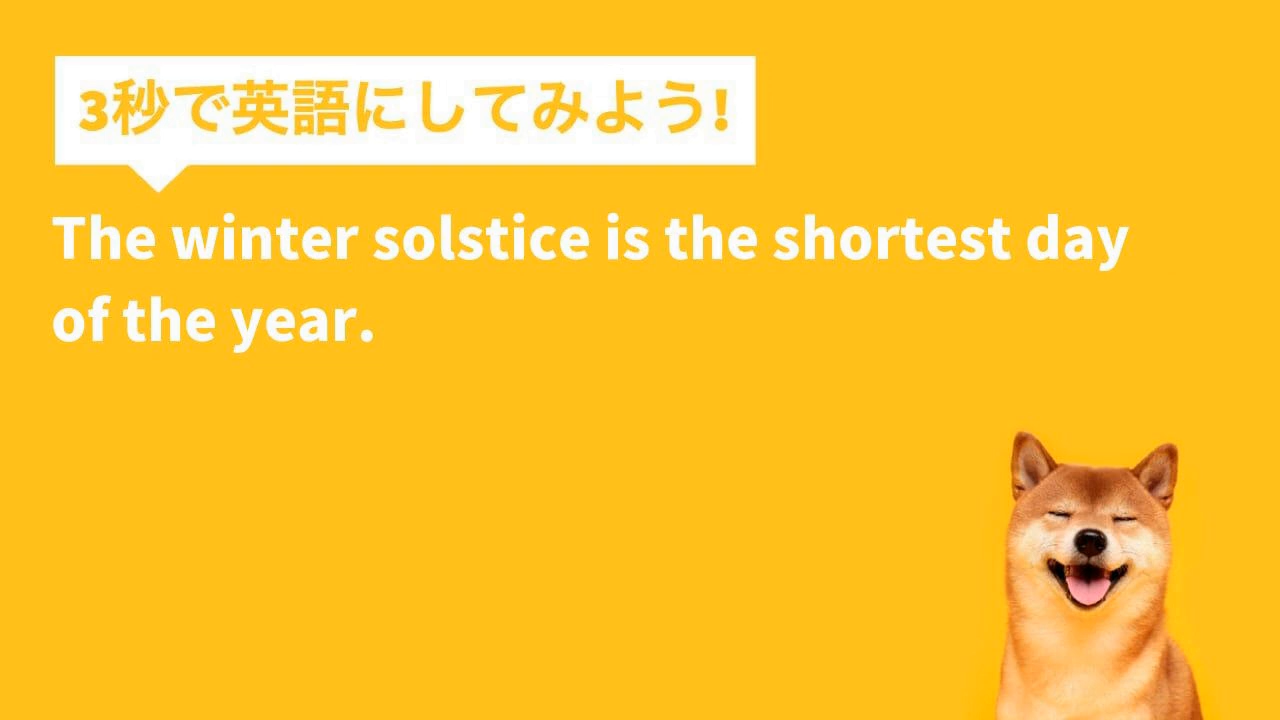 3秒で英語にしてみよう!
The winter solstice is the shortest day
of the year.